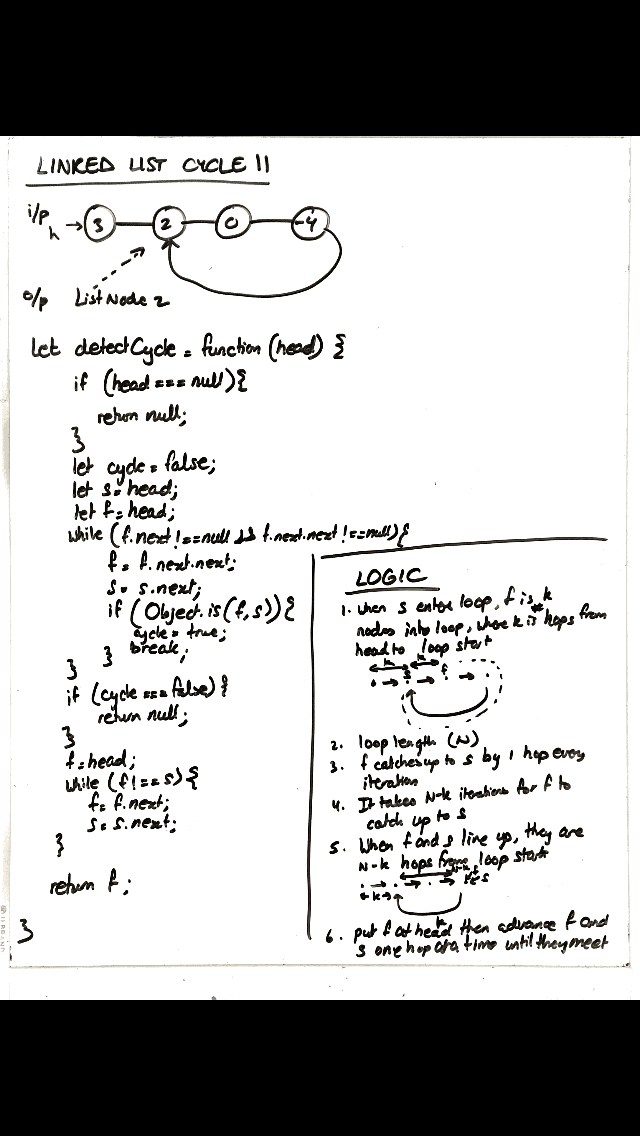 LINKED LIST CYCLE II
i/p
h → 3 2 0 -4
o/p ListNode 2
let detectCycle = function (head) {
if (head === null) {
return null;
}
let cycle = false;
let s = head;
let f = head;
while (f.next !== null && f.next.next !== null) {
f = f.next.next;
s = s.next;
if (Object.is(f, s)) {
cycle = true;
break;
}
}
if (cycle === false) {
return null;
}
f = head;
while (f !== s) {
f = f.next;
s = s.next;
}
return f;
}
LOGIC
1. when s enters loop, f is k
nodes into loop, where k is hops from
head to loop start
k k
s f
2. loop length (N)
3. f catches up to s by 1 hop every
iteration
4. It takes N-k iterations for f to
catch up to s
5. When f and s line up, they are
N-k hops from loop start
N-k
k
k
6. put f at head then advance f and
s one hop at a time until they meet